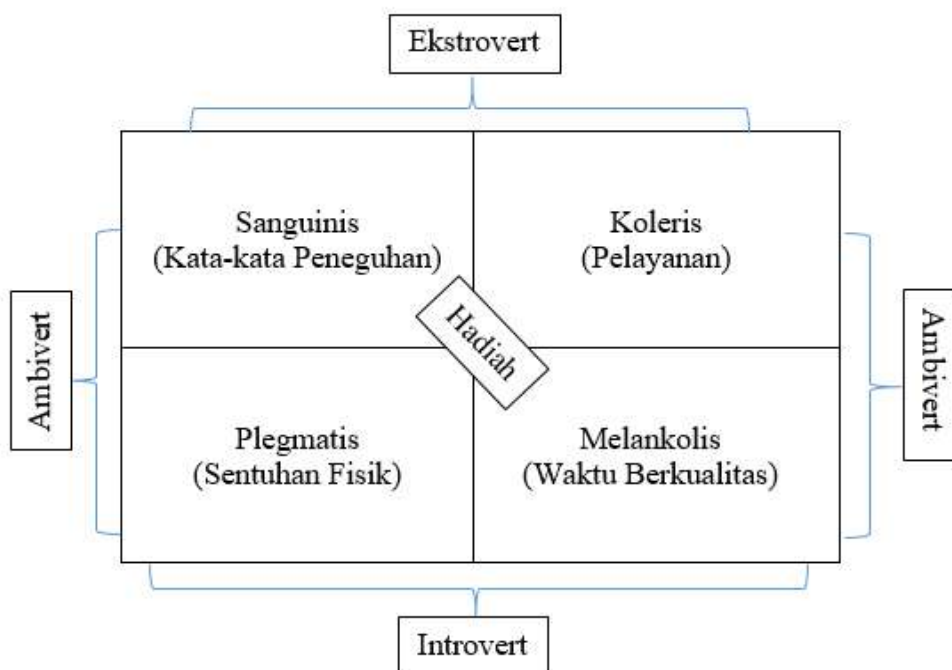 Ekstrovert
Sanguinis
(Kata-kata Peneguhan)
Koleris
(Pelayanan)
Hadiah
Ambivert
Ambivert
Plegmatis
(Sentuhan Fisik)
Melankolis
(Waktu Berkualitas)
Introvert